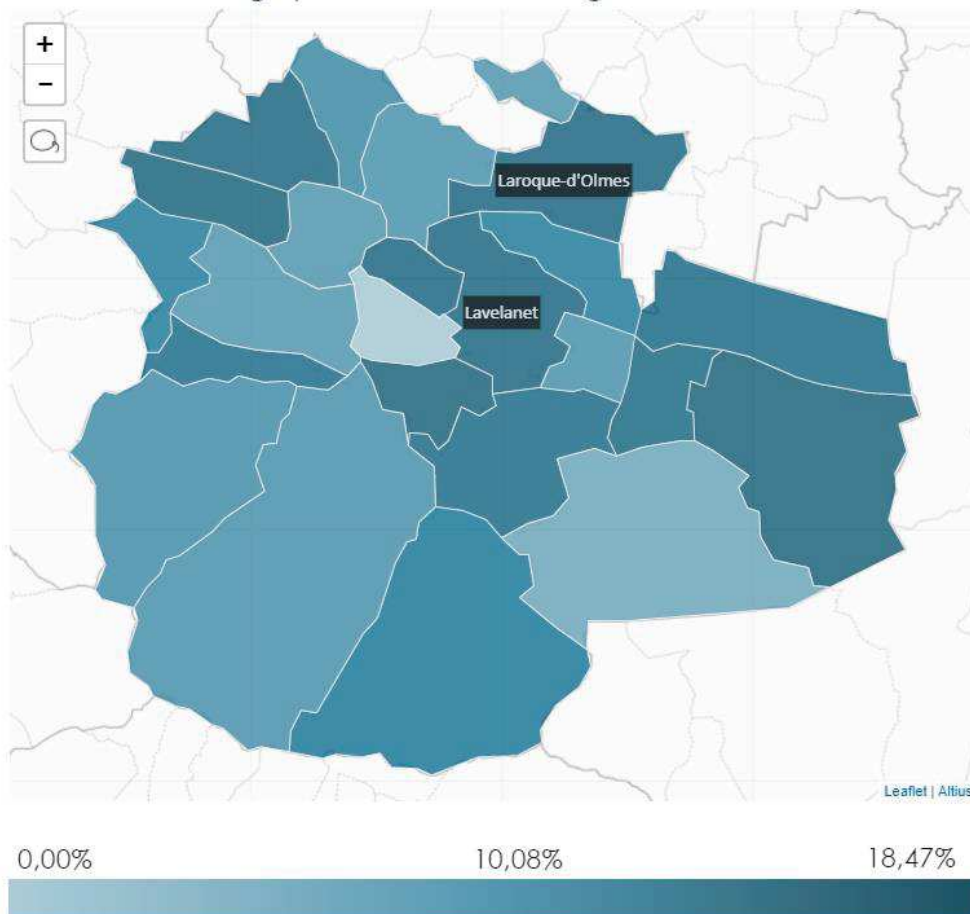 +
−
Laroque-d'Olmes
Lavelanet
Leaflet | Altius
0,00% 10,08% 18,47%